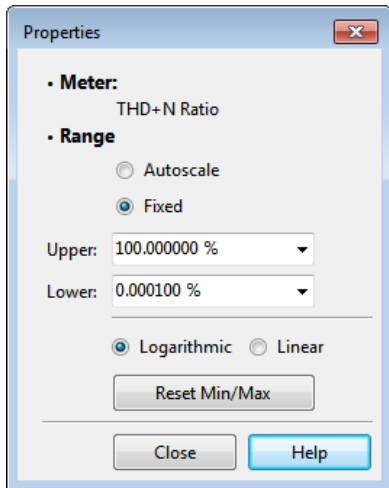 Properties
• Meter:
THD+N Ratio
• Range
Autoscale
Fixed
Upper: 100.000000 %
Lower: 0.000100 %
Logarithmic Linear
Reset Min/Max
Close Help